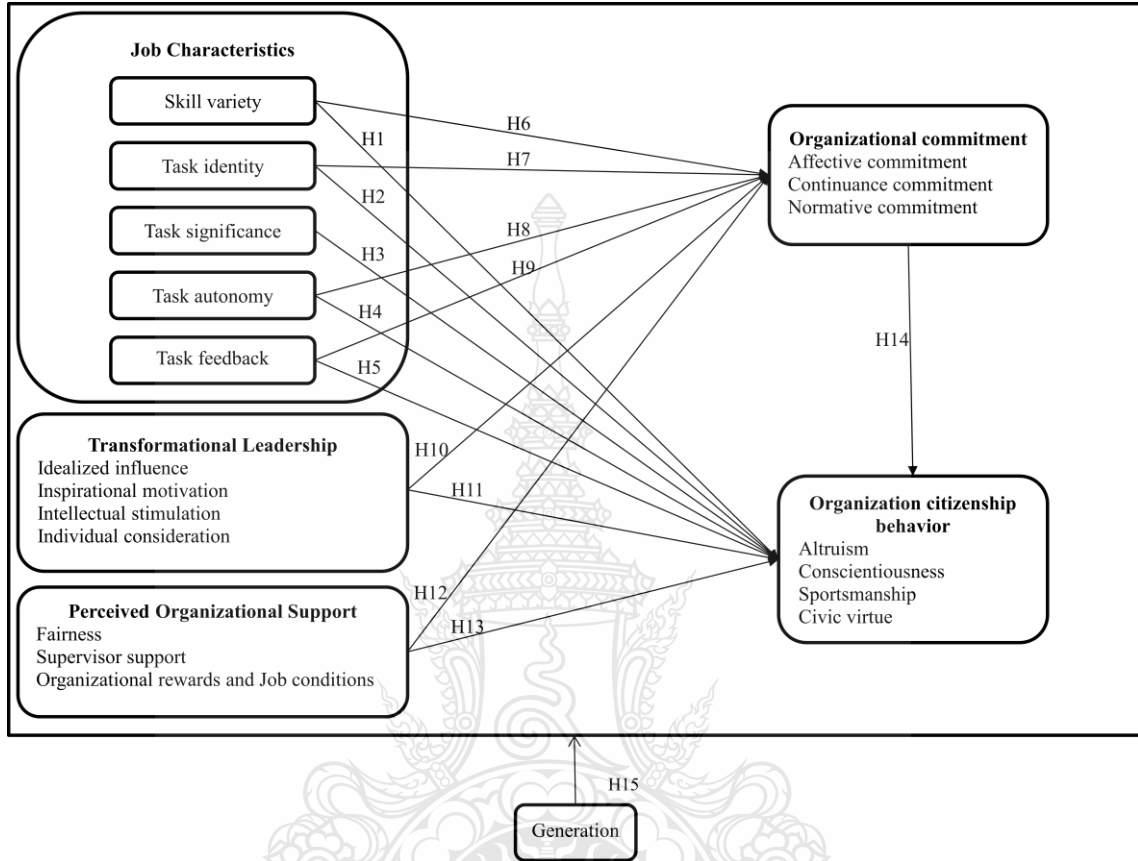 Job Characteristics
Skill variety
Task identity
Task significance
Task autonomy
Task feedback
Transformational Leadership
Idealized influence
Inspirational motivation
Intellectual stimulation
Individual consideration
Perceived Organizational Support
Fairness
Supervisor support
Organizational rewards and Job conditions
H6
H1
H7
H2
H8
H3
H9
H4
H5
H10
H11
H12
H13
Organizational commitment
Affective commitment
Continuance commitment
Normative commitment
H14
Organization citizenship
behavior
Altruism
Conscientiousness
Sportsmanship
Civic virtue
H15
Generation